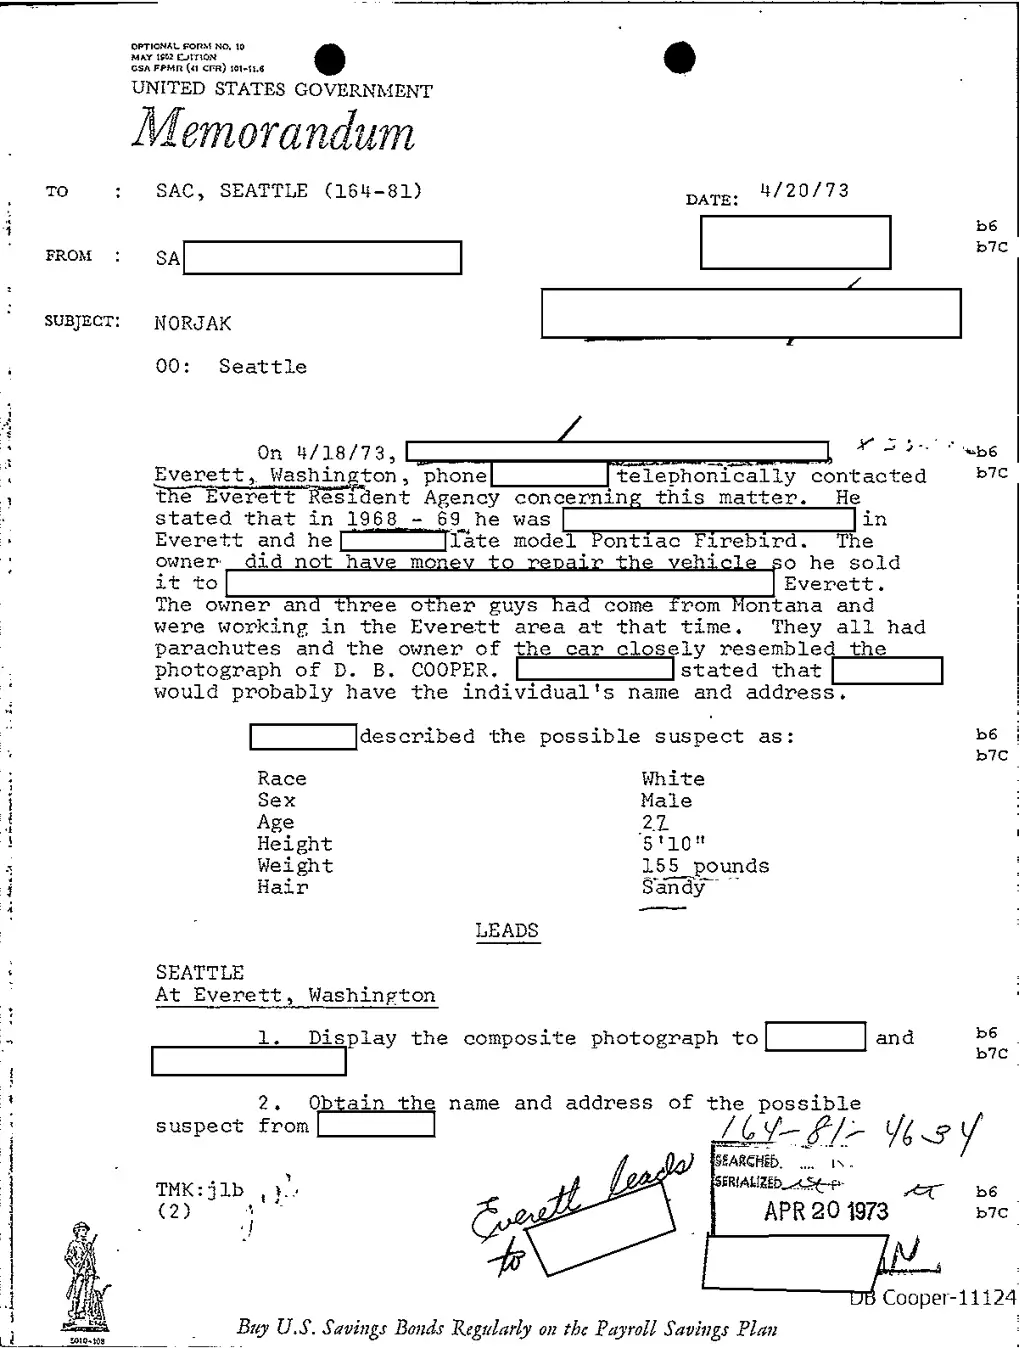 OPTIONAL FORM NO. 10
MAY 1962 EDITION
GSA FPMR (41 CFR) 101-11.6
UNITED STATES GOVERNMENT
Memorandum
TO : SAC, SEATTLE (164-81)
DATE: 4/20/73
b6
b7C
FROM : SA
SUBJECT: NORJAK
OO: Seattle
On 4/18/73, , b6
Everett, Washington, phone telephonically contacted b7C
the Everett Resident Agency concerning this matter. He
stated that in 1968 - 69 he was in
Everett and he late model Pontiac Firebird. The
owner did not have money to repair the vehicle so he sold
it to Everett.
The owner and three other guys had come from Montana and
were working in the Everett area at that time. They all had
parachutes and the owner of the car closely resembled the
photograph of D. B. COOPER. stated that
would probably have the individual's name and address.
described the possible suspect as: b6
b7C
Race White
Sex Male
Age 27
Height 5'10"
Weight 155 pounds
Hair Sandy
LEADS
SEATTLE
At Everett, Washington
1. Display the composite photograph to and b6
b7C
2. Obtain the name and address of the possible
suspect from
164-81-4634
SEARCHED
SERIALIZED
APR 20 1973
TMK:jlb
(2)
Everett leads
to
b6
b7C
DB Cooper-11124
5010-108
Buy U.S. Savings Bonds Regularly on the Payroll Savings Plan